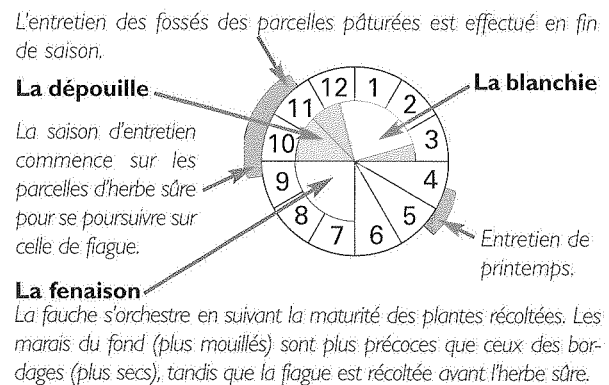 L'entretien des fossés des parcelles pâturées est effectué en fin
de saison.
La dépouille
La blanchie
La saison d'entretien
commence sur les
parcelles d'herbe sûre
pour se poursuivre sur
celle de fiague.
12
1
2
3
4
5
6
7
8
9
10
11
Entretien de
printemps.
La fenaison
La fauche s'orchestre en suivant la maturité des plantes récoltées. Les
marais du fond (plus mouillés) sont plus précoces que ceux des bor-
dages (plus secs), tandis que la fiague est récoltée avant l'herbe sûre.